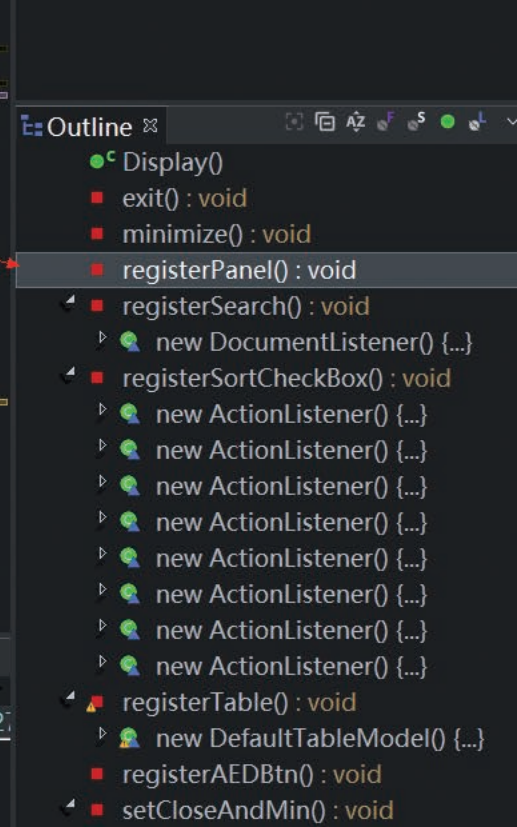 Outline
Display()
exit() : void
minimize() : void
registerPanel() : void
registerSearch() : void
new DocumentListener() {...}
registerSortCheckBox() : void
new ActionListener() {...}
new ActionListener() {...}
new ActionListener() {...}
new ActionListener() {...}
new ActionListener() {...}
new ActionListener() {...}
new ActionListener() {...}
new ActionListener() {...}
registerTable() : void
new DefaultTableModel() {...}
registerAEDBtn() : void
setCloseAndMin() : void